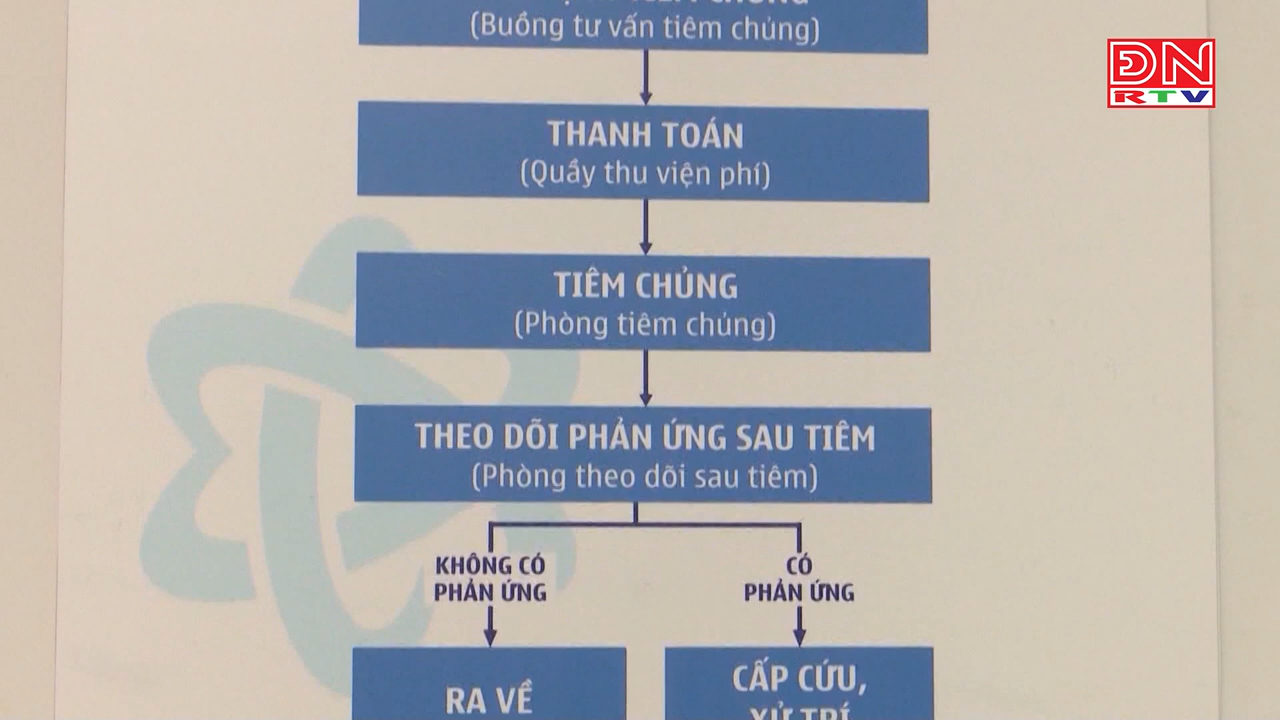 (Buồng tư vấn tiêm chủng)
ĐN
RTV
THANH TOÁN
(Quầy thu viện phí)
TIÊM CHỦNG
(Phòng tiêm chủng)
THEO DÕI PHẢN ỨNG SAU TIÊM
(Phòng theo dõi sau tiêm)
KHÔNG CÓ
PHẢN ỨNG
CÓ
PHẢN ỨNG
RA VỀ
CẤP CỨU,
XỬ TRÍ